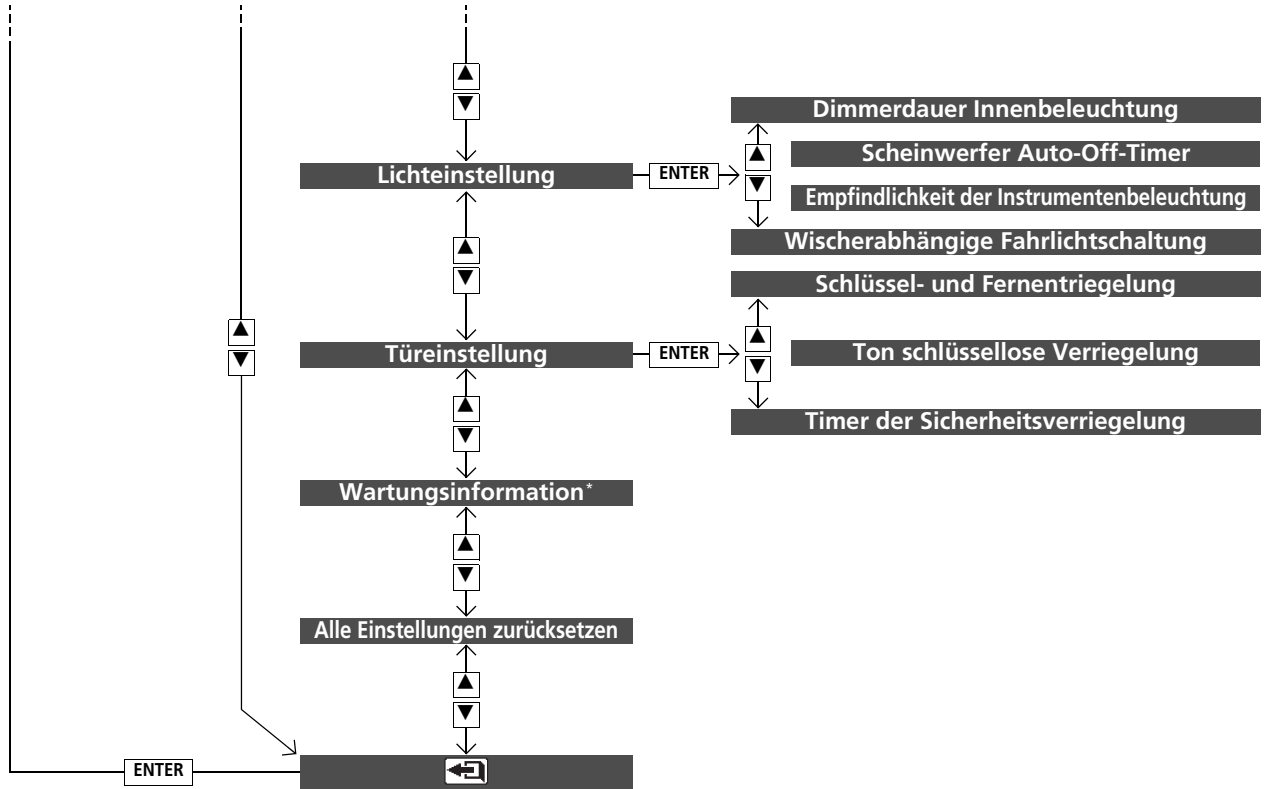 Dimmerdauer Innenbeleuchtung
Scheinwerfer Auto-Off-Timer
Lichteinstellung
ENTER
Empfindlichkeit der Instrumentenbeleuchtung
Wischerabhängige Fahrlichtschaltung
Schlüssel- und Fernentriegelung
Türeinstellung
ENTER
Ton schlüssellose Verriegelung
Timer der Sicherheitsverriegelung
Wartungsinformation*
Alle Einstellungen zurücksetzen
ENTER